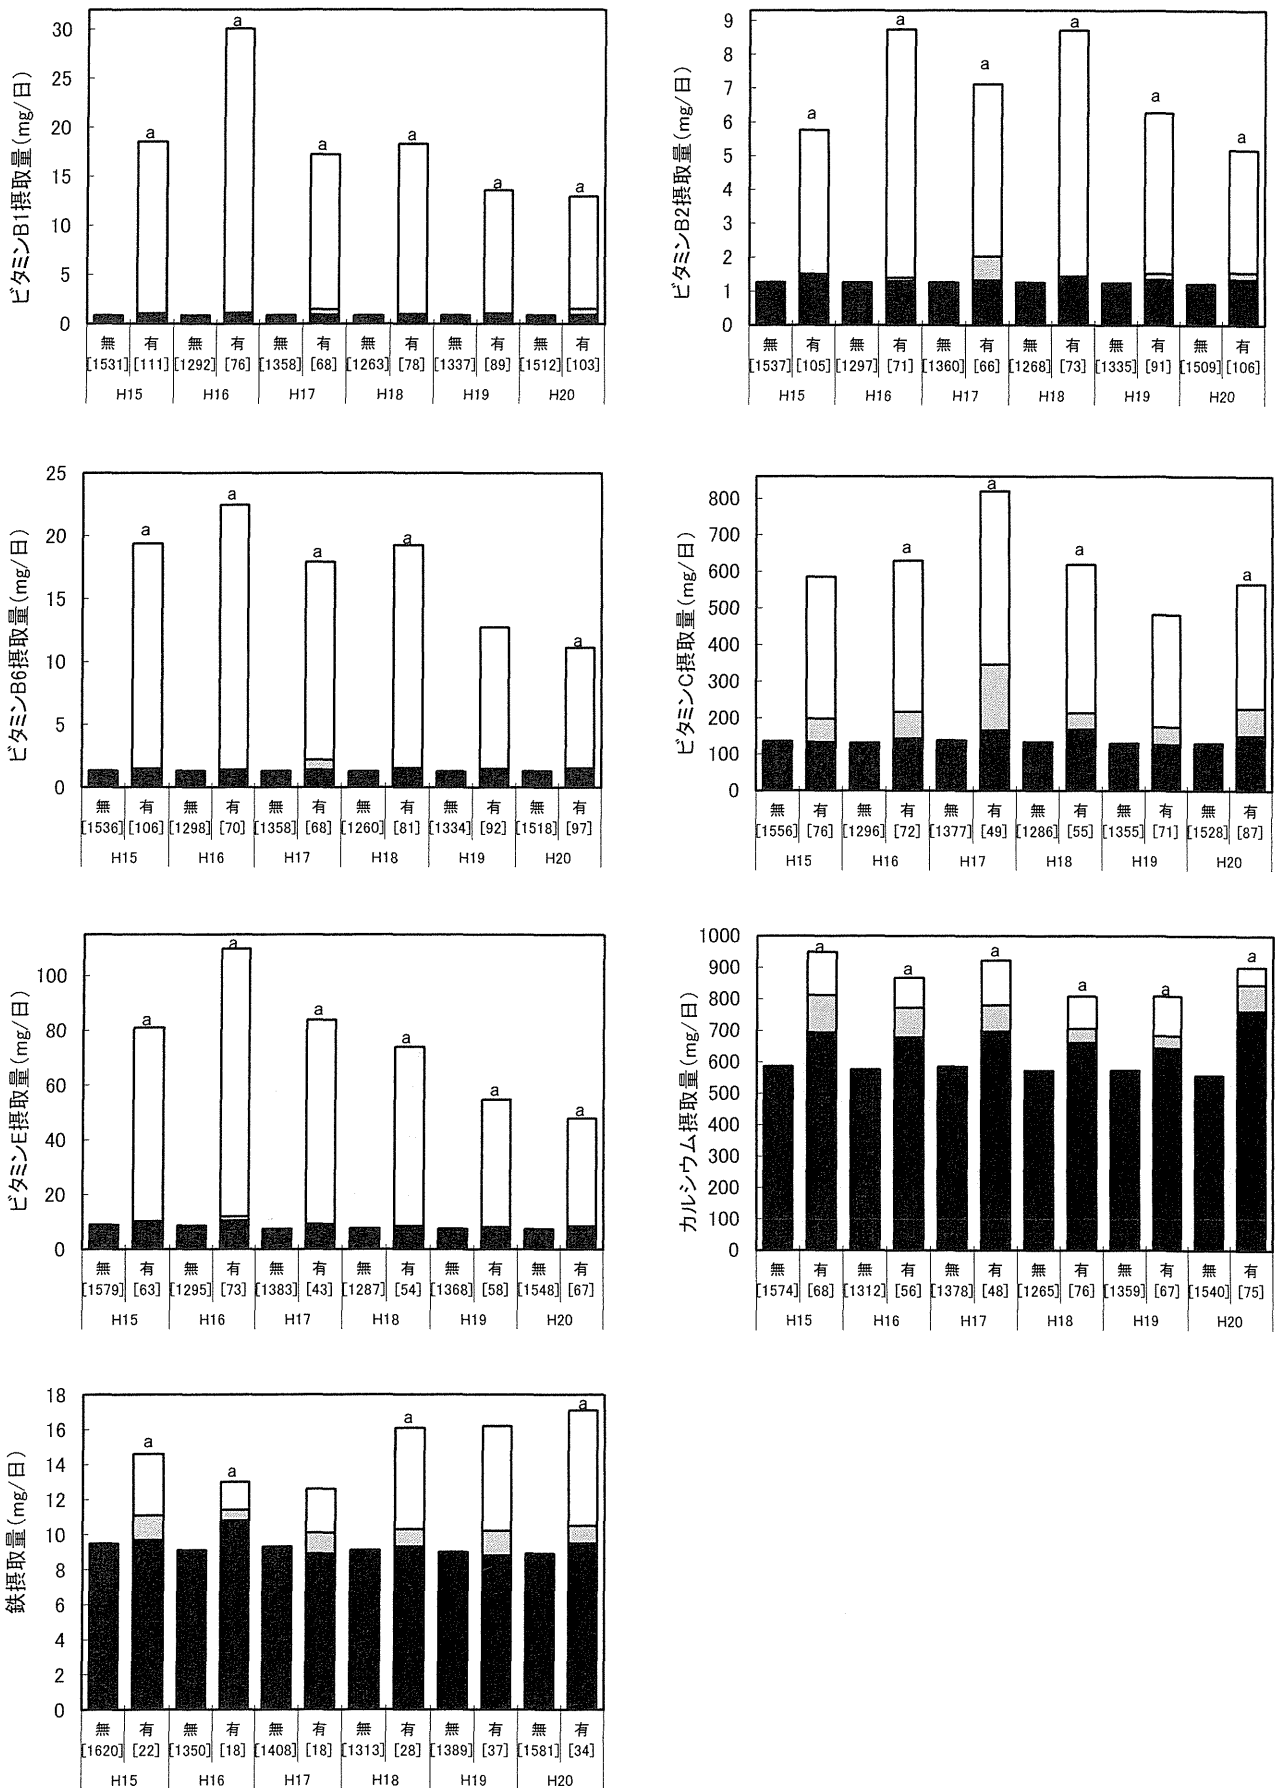 ビタミンB1摂取量(mg/日)
30
25
20
15
10
5
0
a a a a a a
無 有 無 有 無 有 無 有 無 有 無 有
[1531] [111] [1292] [76] [1358] [68] [1263] [78] [1337] [89] [1512] [103]
H15 H16 H17 H18 H19 H20
ビタミンB2摂取量(mg/日)
9
8
7
6
5
4
3
2
1
0
a a a a a a
無 有 無 有 無 有 無 有 無 有 無 有
[1537] [105] [1297] [71] [1360] [66] [1268] [73] [1335] [91] [1509] [106]
H15 H16 H17 H18 H19 H20
ビタミンB6摂取量(mg/日)
25
20
15
10
5
0
a a a a a
無 有 無 有 無 有 無 有 無 有 無 有
[1536] [106] [1298] [70] [1358] [68] [1260] [81] [1334] [92] [1518] [97]
H15 H16 H17 H18 H19 H20
ビタミンC摂取量(mg/日)
800
700
600
500
400
300
200
100
0
a a a a
無 有 無 有 無 有 無 有 無 有 無 有
[1556] [76] [1296] [72] [1377] [49] [1286] [55] [1355] [71] [1528] [87]
H15 H16 H17 H18 H19 H20
ビタミンE摂取量(mg/日)
100
80
60
40
20
0
a a a a a a
無 有 無 有 無 有 無 有 無 有 無 有
[1579] [63] [1295] [73] [1383] [43] [1287] [54] [1368] [58] [1548] [67]
H15 H16 H17 H18 H19 H20
カルシウム摂取量(mg/日)
1000
900
800
700
600
500
400
300
200
100
0
a a a a a a
無 有 無 有 無 有 無 有 無 有 無 有
[1574] [68] [1312] [56] [1378] [48] [1265] [76] [1359] [67] [1540] [75]
H15 H16 H17 H18 H19 H20
鉄摂取量(mg/日)
18
16
14
12
10
8
6
4
2
0
a a a a
無 有 無 有 無 有 無 有 無 有 無 有
[1620] [22] [1350] [18] [1408] [18] [1313] [28] [1389] [37] [1581] [34]
H15 H16 H17 H18 H19 H20